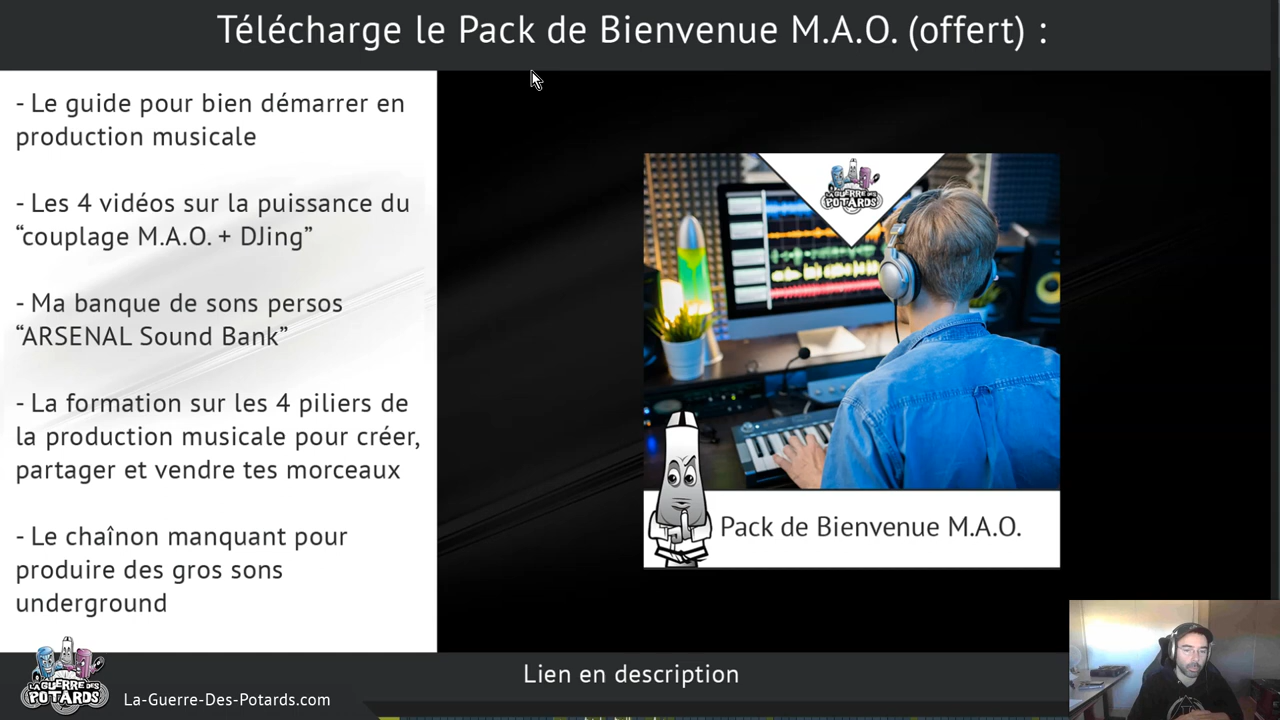 Télécharge le Pack de Bienvenue M.A.O. (offert) :
- Le guide pour bien démarrer en
production musicale
- Les 4 vidéos sur la puissance du
“couplage M.A.O. + DJing”
- Ma banque de sons persos
“ARSENAL Sound Bank”
- La formation sur les 4 piliers de
la production musicale pour créer,
partager et vendre tes morceaux
- Le chaînon manquant pour
produire des gros sons
underground
LA GUERRE DES
POTARDS
Pack de Bienvenue M.A.O.
LA GUERRE DES
POTARDS
La-Guerre-Des-Potards.com
Lien en description